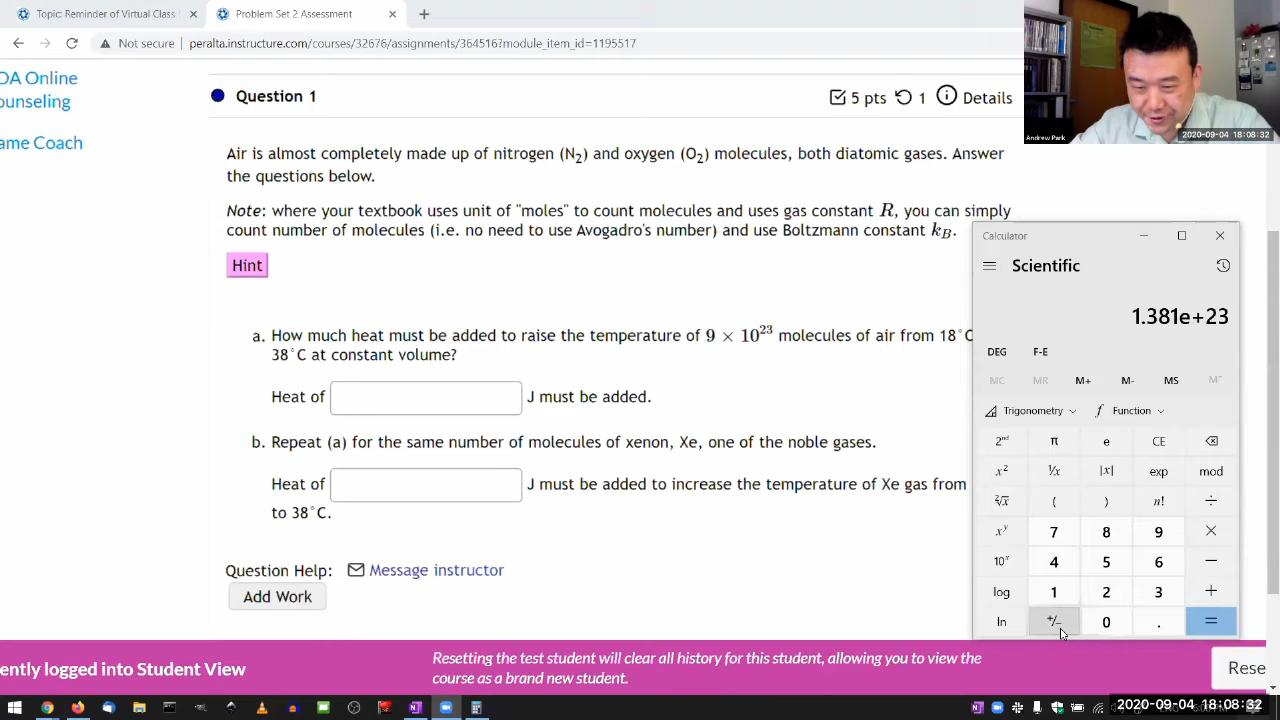 Topic: Reminder of Virtual Class
Problem Set 2 Assessment
Not secure
peralta.instructure.com/courses/2676/assignments/364516?module_item_id=1195517
OA Online
ounseling
ame Coach
Question 1
5 pts
1
Details
Air is almost completely made up of nitrogen (N₂) and oxygen (O₂) molecules, both diatomic gases. Answer
the questions below.
Note: where your textbook uses unit of "moles" to count molecules and uses gas constant R, you can simply
count number of molecules (i.e. no need to use Avogadro's number) and use Boltzmann constant k_B.
Hint
a. How much heat must be added to raise the temperature of 9 × 10²³ molecules of air from 18°C
38°C at constant volume?
Heat of
J must be added.
b. Repeat (a) for the same number of molecules of xenon, Xe, one of the noble gases.
Heat of
J must be added to increase the temperature of Xe gas from
to 38°C.
Question Help:
Message instructor
Add Work
ently logged into Student View
Resetting the test student will clear all history for this student, allowing you to view the
course as a brand new student.
Rese
Andrew Park
2020-09-04 18:08:32
Calculator
Scientific
1.381e+23
DEG F-E
MC MR M+ M- MS M˅
Trigonometry
f Function
2ⁿᵈ π e CE
x² ¹/x |x| exp mod
²√x ( ) n! ÷
xʸ 7 8 9 ×
10ˣ 4 5 6 −
log 1 2 3 +
ln +/- 0 . =
2020-09-04 18:08:32